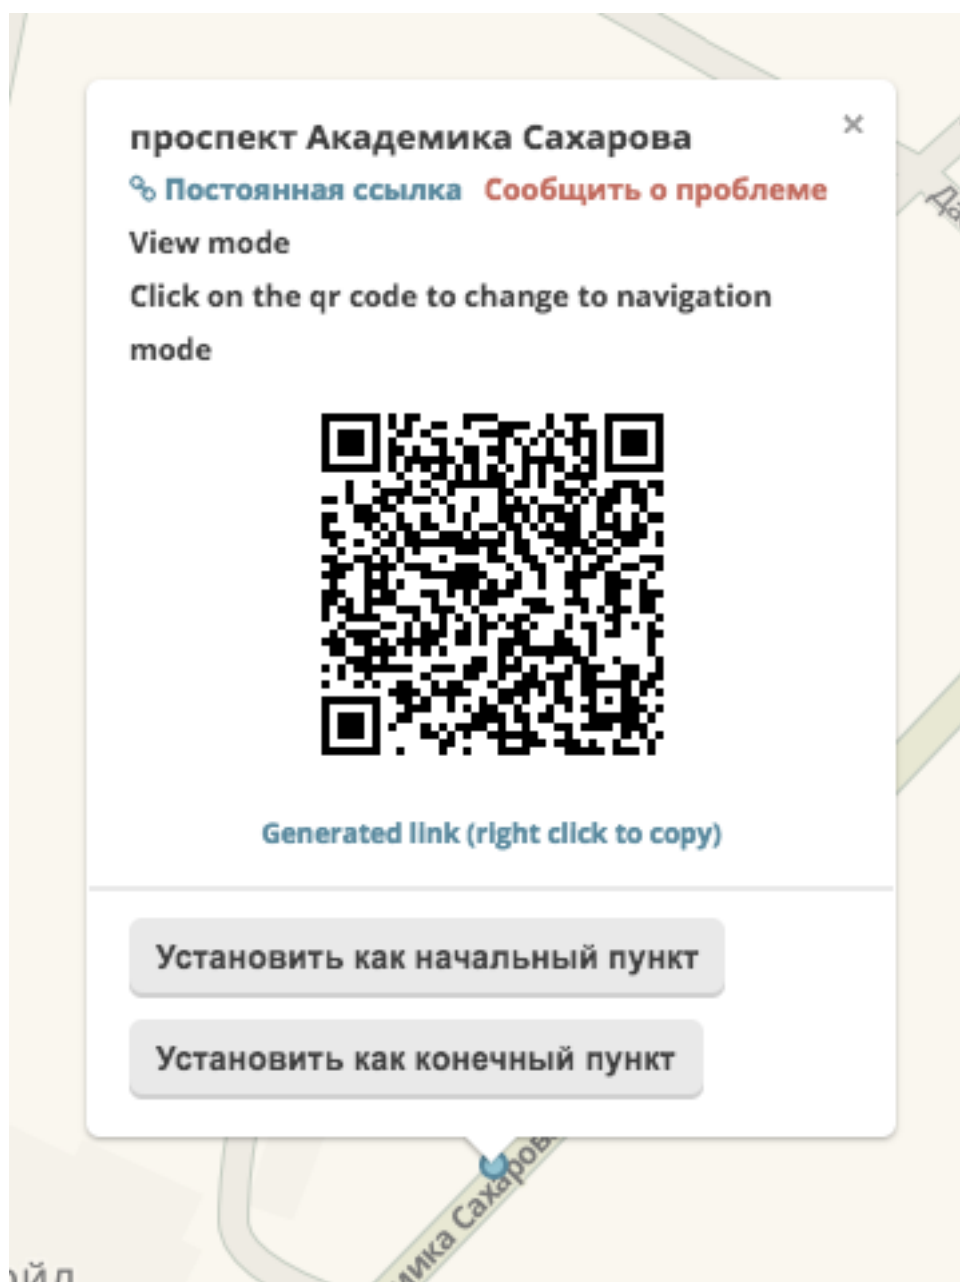 проспект Академика Сахарова
×
Постоянная ссылка Сообщить о проблеме
View mode
Click on the qr code to change to navigation
mode
Generated link (right click to copy)
Установить как начальный пункт
Установить как конечный пункт
Сахаров